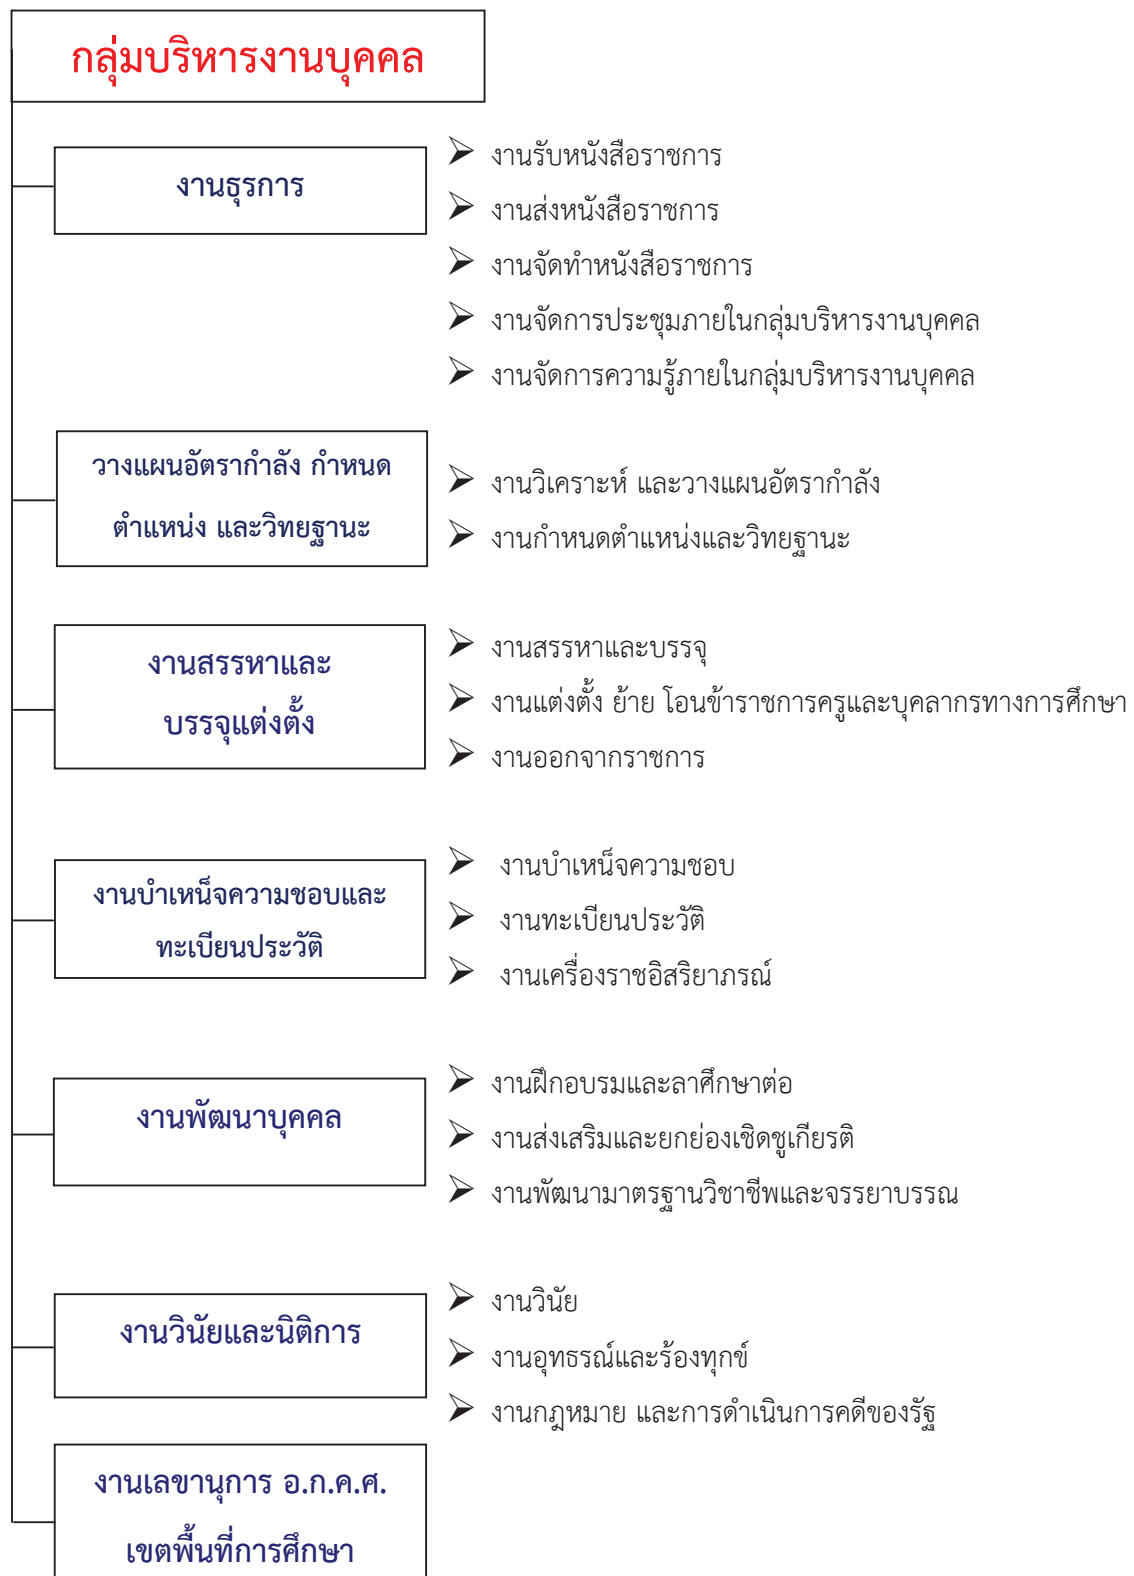 กลุ่มบริหารงานบุคคล
งานธุรการ
งานรับหนังสือราชการ
งานส่งหนังสือราชการ
งานจัดทำหนังสือราชการ
งานจัดการประชุมภายในกลุ่มบริหารงานบุคคล
งานจัดการความรู้ภายในกลุ่มบริหารงานบุคคล
วางแผนอัตรากำลัง กำหนด
ตำแหน่ง และวิทยฐานะ
งานวิเคราะห์ และวางแผนอัตรากำลัง
งานกำหนดตำแหน่งและวิทยฐานะ
งานสรรหาและ
บรรจุแต่งตั้ง
งานสรรหาและบรรจุ
งานแต่งตั้ง ย้าย โอนข้าราชการครูและบุคลากรทางการศึกษา
งานออกจากราชการ
งานบำเหน็จความชอบและ
ทะเบียนประวัติ
งานบำเหน็จความชอบ
งานทะเบียนประวัติ
งานเครื่องราชอิสริยาภรณ์
งานพัฒนาบุคคล
งานฝึกอบรมและลาศึกษาต่อ
งานส่งเสริมและยกย่องเชิดชูเกียรติ
งานพัฒนามาตรฐานวิชาชีพและจรรยาบรรณ
งานวินัยและนิติการ
งานวินัย
งานอุทธรณ์และร้องทุกข์
งานกฎหมาย และการดำเนินการคดีของรัฐ
งานเลขานุการ อ.ก.ค.ศ.
เขตพื้นที่การศึกษา